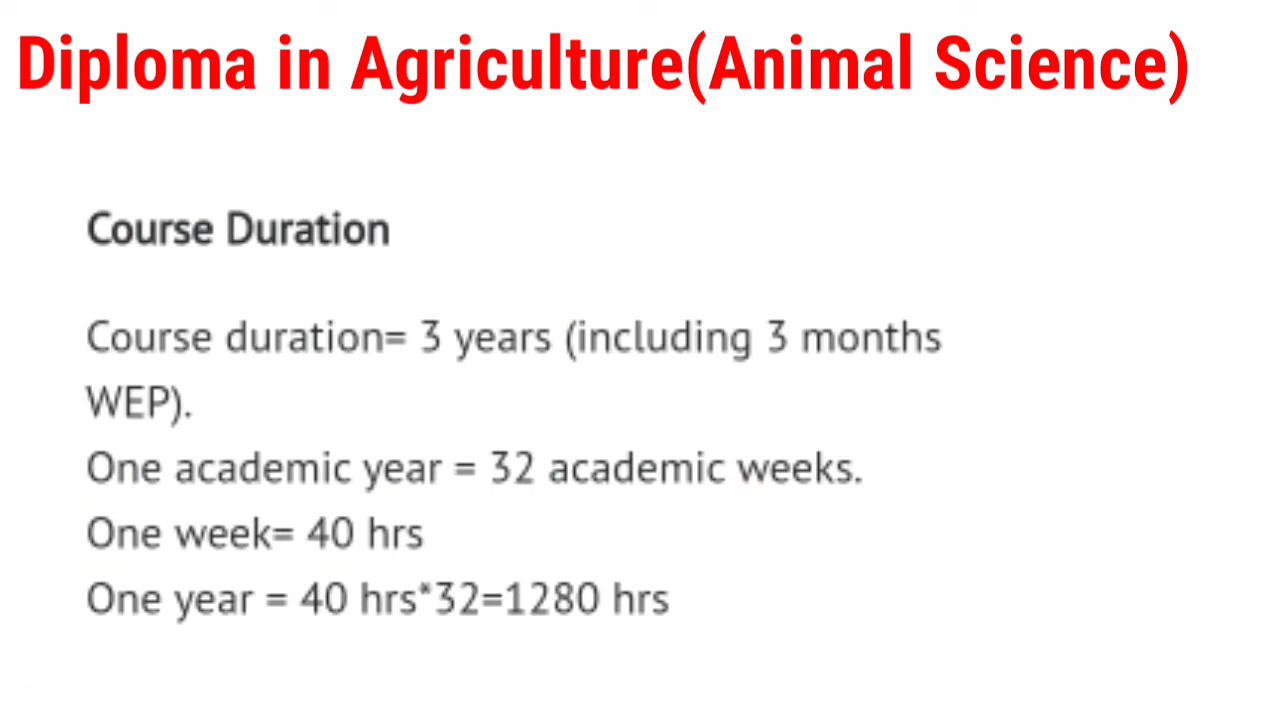 Diploma in Agriculture(Animal Science)
Course Duration
Course duration= 3 years (including 3 months
WEP).
One academic year = 32 academic weeks.
One week= 40 hrs
One year = 40 hrs*32=1280 hrs